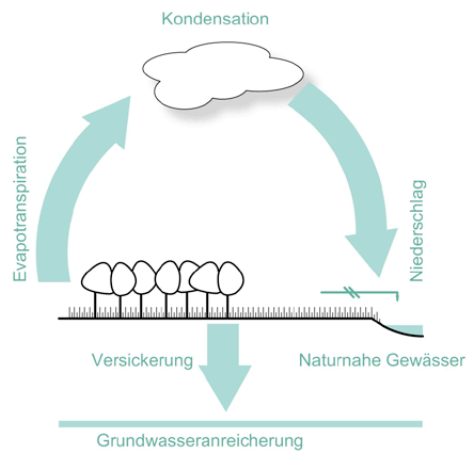 Kondensation
Evapotranspiration
Niederschlag
Versickerung
Naturnahe Gewässer
Grundwasseranreicherung